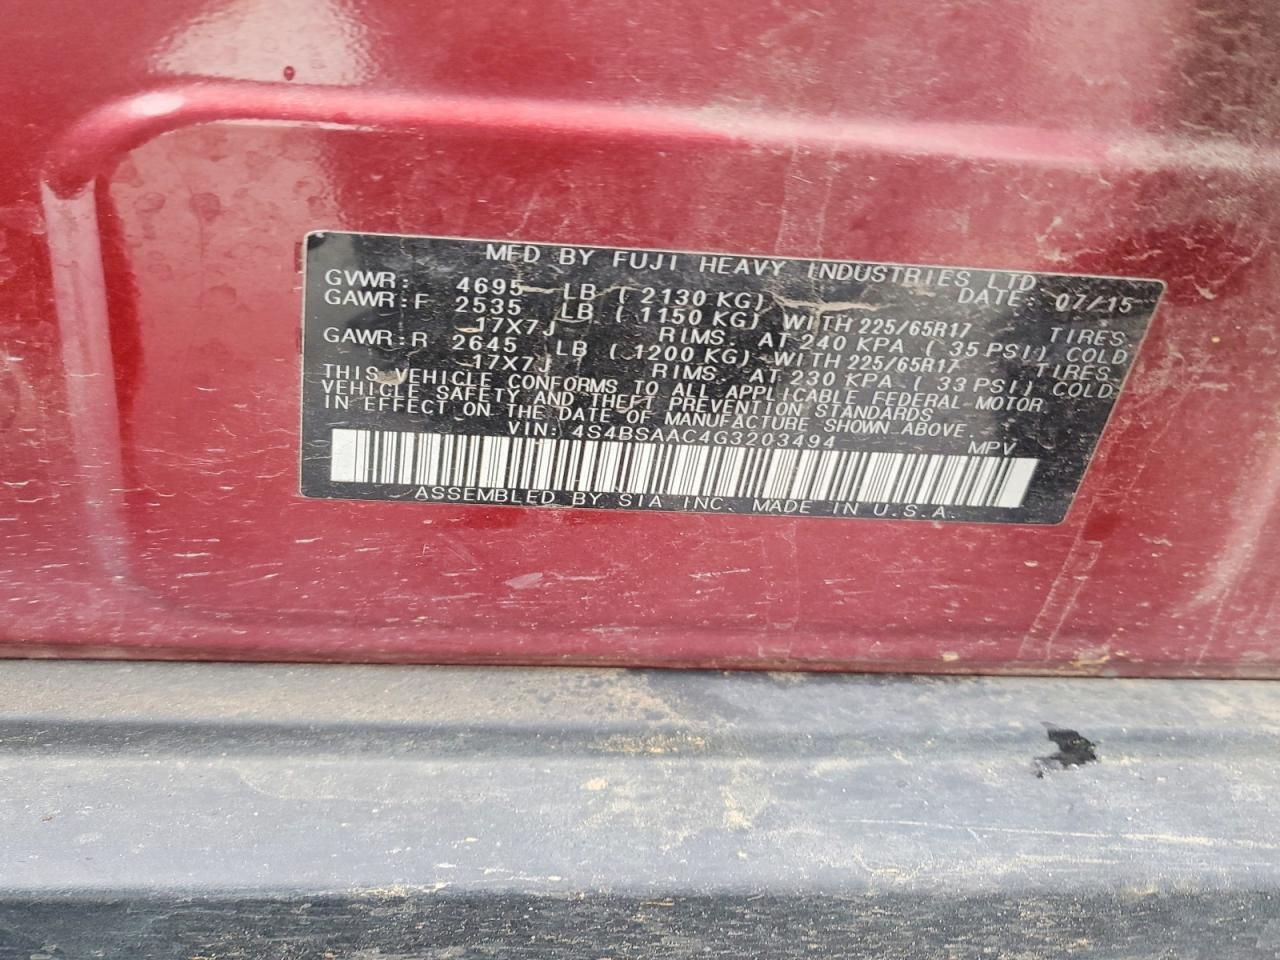 MFD BY FUJI HEAVY INDUSTRIES LTD.
GVWR: 4695 LB ( 2130 KG) DATE: 07/15
GAWR:F 2535 LB ( 1150 KG) WITH 225/65R17 TIRES.
17X7J RIMS. AT 240 KPA ( 35 PSI) COLD
GAWR:R 2645 LB ( 1200 KG) WITH 225/65R17 TIRES.
17X7J RIMS. AT 230 KPA ( 33 PSI) COLD.
THIS VEHICLE CONFORMS TO ALL APPLICABLE FEDERAL-MOTOR
VEHICLE SAFETY AND THEFT PREVENTION STANDARDS
IN EFFECT ON THE DATE OF MANUFACTURE SHOWN ABOVE.
VIN: 4S4BSAAC4G3203494 MPV
ASSEMBLED BY SIA INC. MADE IN U.S.A.